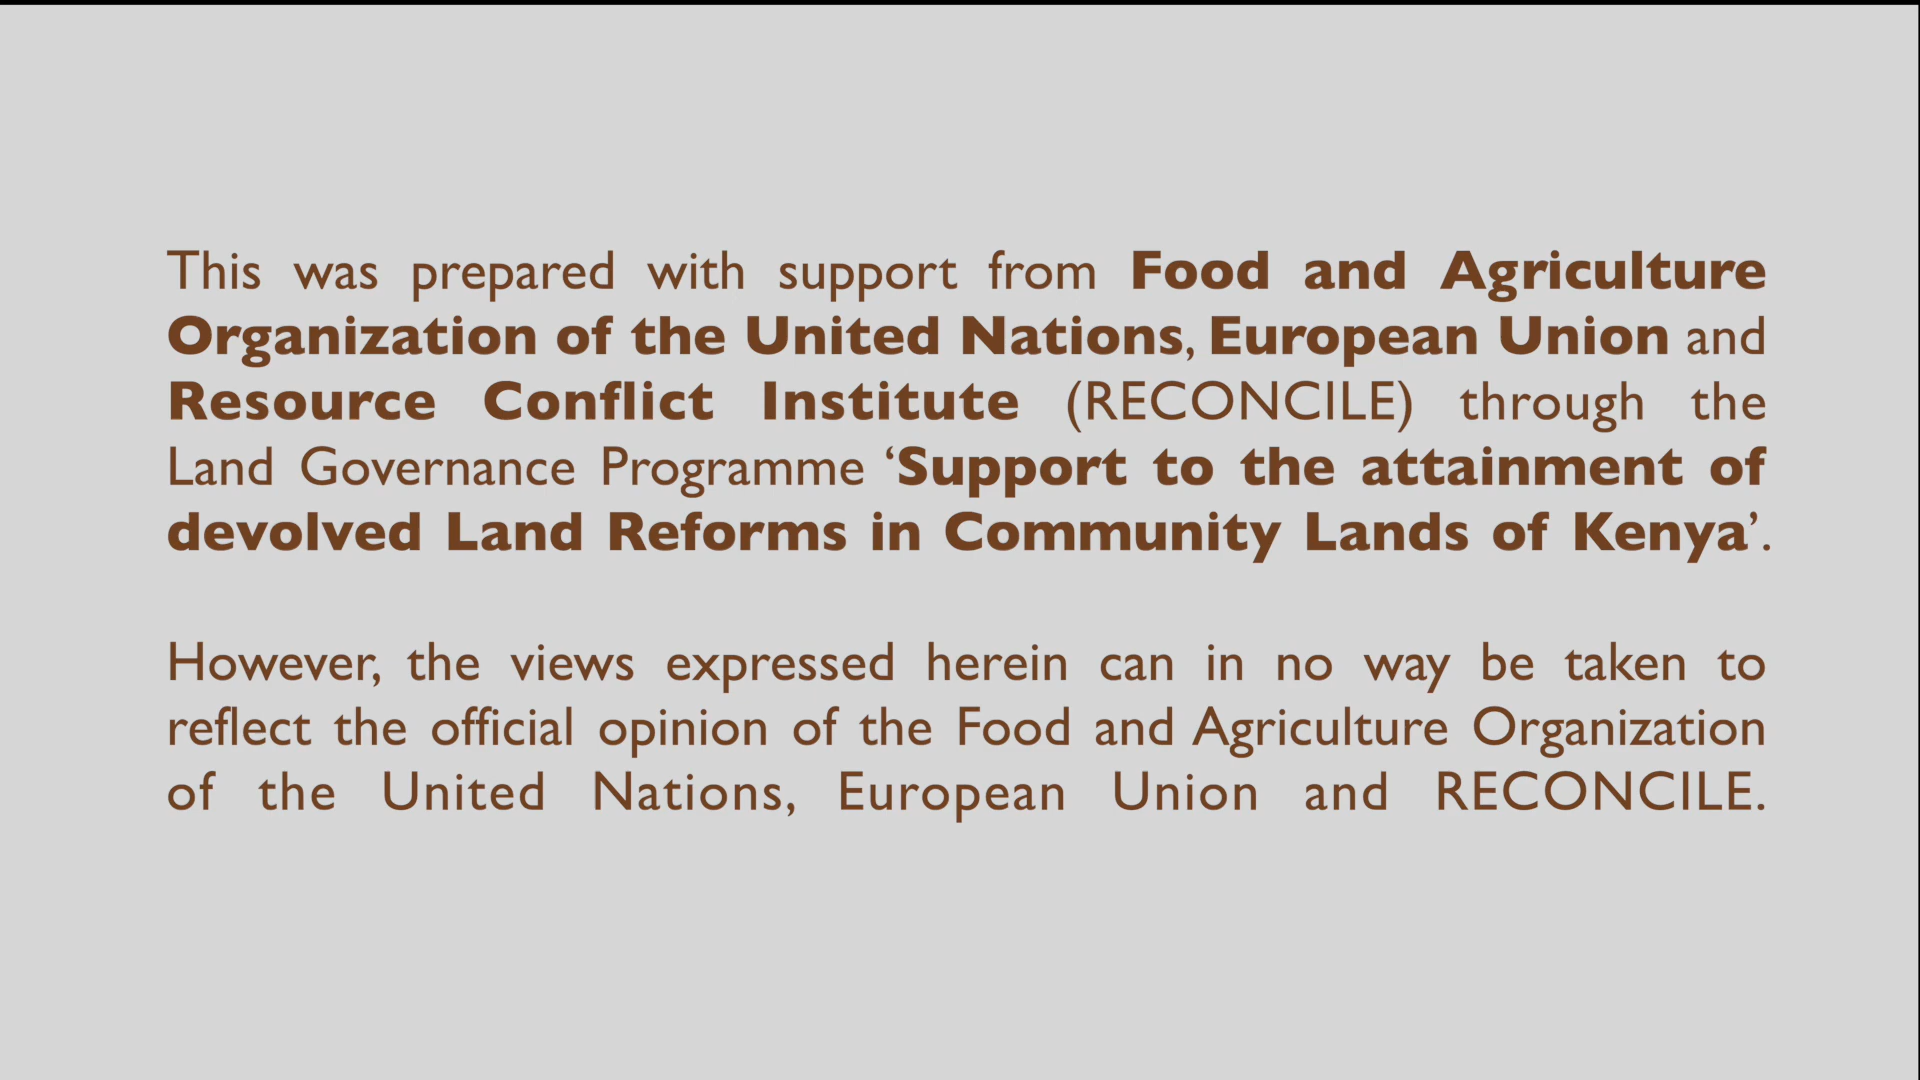 This was prepared with support from Food and Agriculture
Organization of the United Nations, European Union and
Resource Conflict Institute (RECONCILE) through the
Land Governance Programme ‘Support to the attainment of
devolved Land Reforms in Community Lands of Kenya’.
However, the views expressed herein can in no way be taken to
reflect the official opinion of the Food and Agriculture Organization
of the United Nations, European Union and RECONCILE.